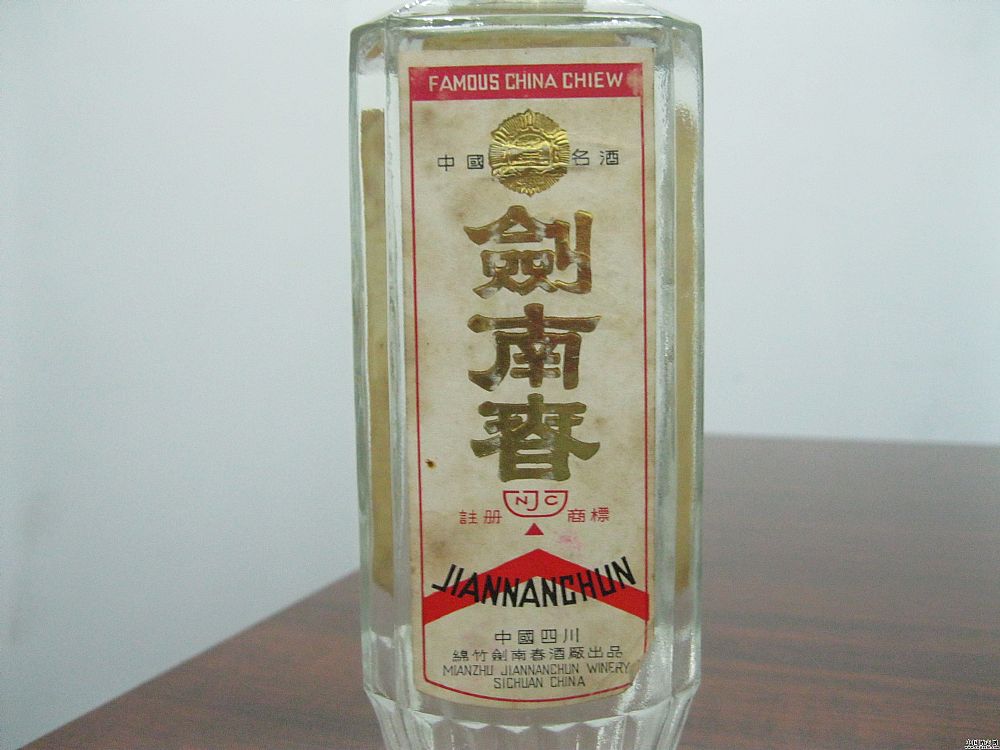 FAMOUS CHINA CHIEW
中國 名酒
劍南春
NJC
註册 商標
JIANNANCHUN
中國四川
綿竹劍南春酒廠出品
MIANZHU JIANNANCHUN WINERY
SICHUAN CHINA